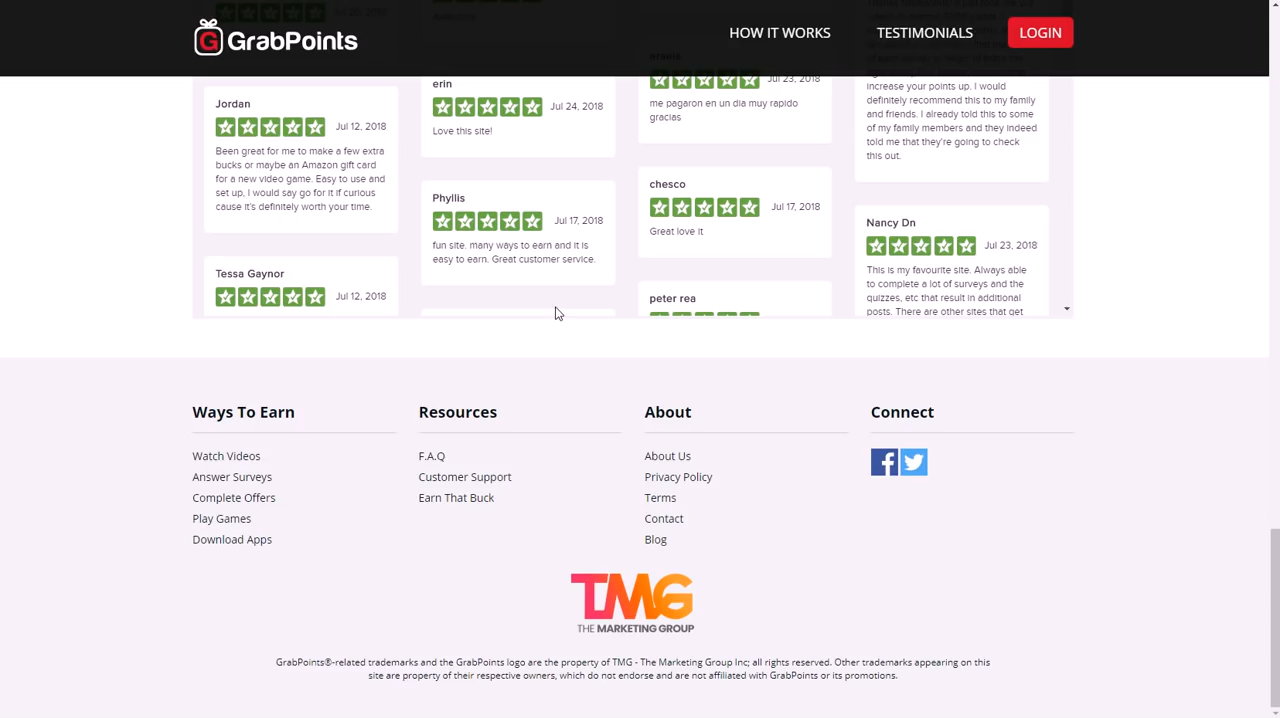 GrabPoints
HOW IT WORKS
TESTIMONIALS
LOGIN
Jordan
Jul 12, 2018
Been great for me to make a few extra
bucks or maybe an Amazon gift card
for a new video game. Easy to use and
set up, I would say go for it if curious
cause it's definitely worth your time.
Tessa Gaynor
Jul 12, 2018
erin
Jul 24, 2018
Love this site!
Phyllis
Jul 17, 2018
fun site. many ways to earn and it is
easy to earn. Great customer service.
Jul 23, 2018
me pagaron en un dia muy rapido
gracias
chesco
Jul 17, 2018
Great love it
peter rea
increase your points up. I would
definitely recommend this to my family
and friends. I already told this to some
of my family members and they indeed
told me that they're going to check
this out.
Nancy Dn
Jul 23, 2018
This is my favourite site. Always able
to complete a lot of surveys and the
quizzes, etc that result in additional
posts. There are other sites that get
Ways To Earn
Watch Videos
Answer Surveys
Complete Offers
Play Games
Download Apps
Resources
F.A.Q
Customer Support
Earn That Buck
About
About Us
Privacy Policy
Terms
Contact
Blog
Connect
TMG
THE MARKETING GROUP
GrabPoints®-related trademarks and the GrabPoints logo are the property of TMG - The Marketing Group Inc; all rights reserved. Other trademarks appearing on this
site are property of their respective owners, which do not endorse and are not affiliated with GrabPoints or its promotions.